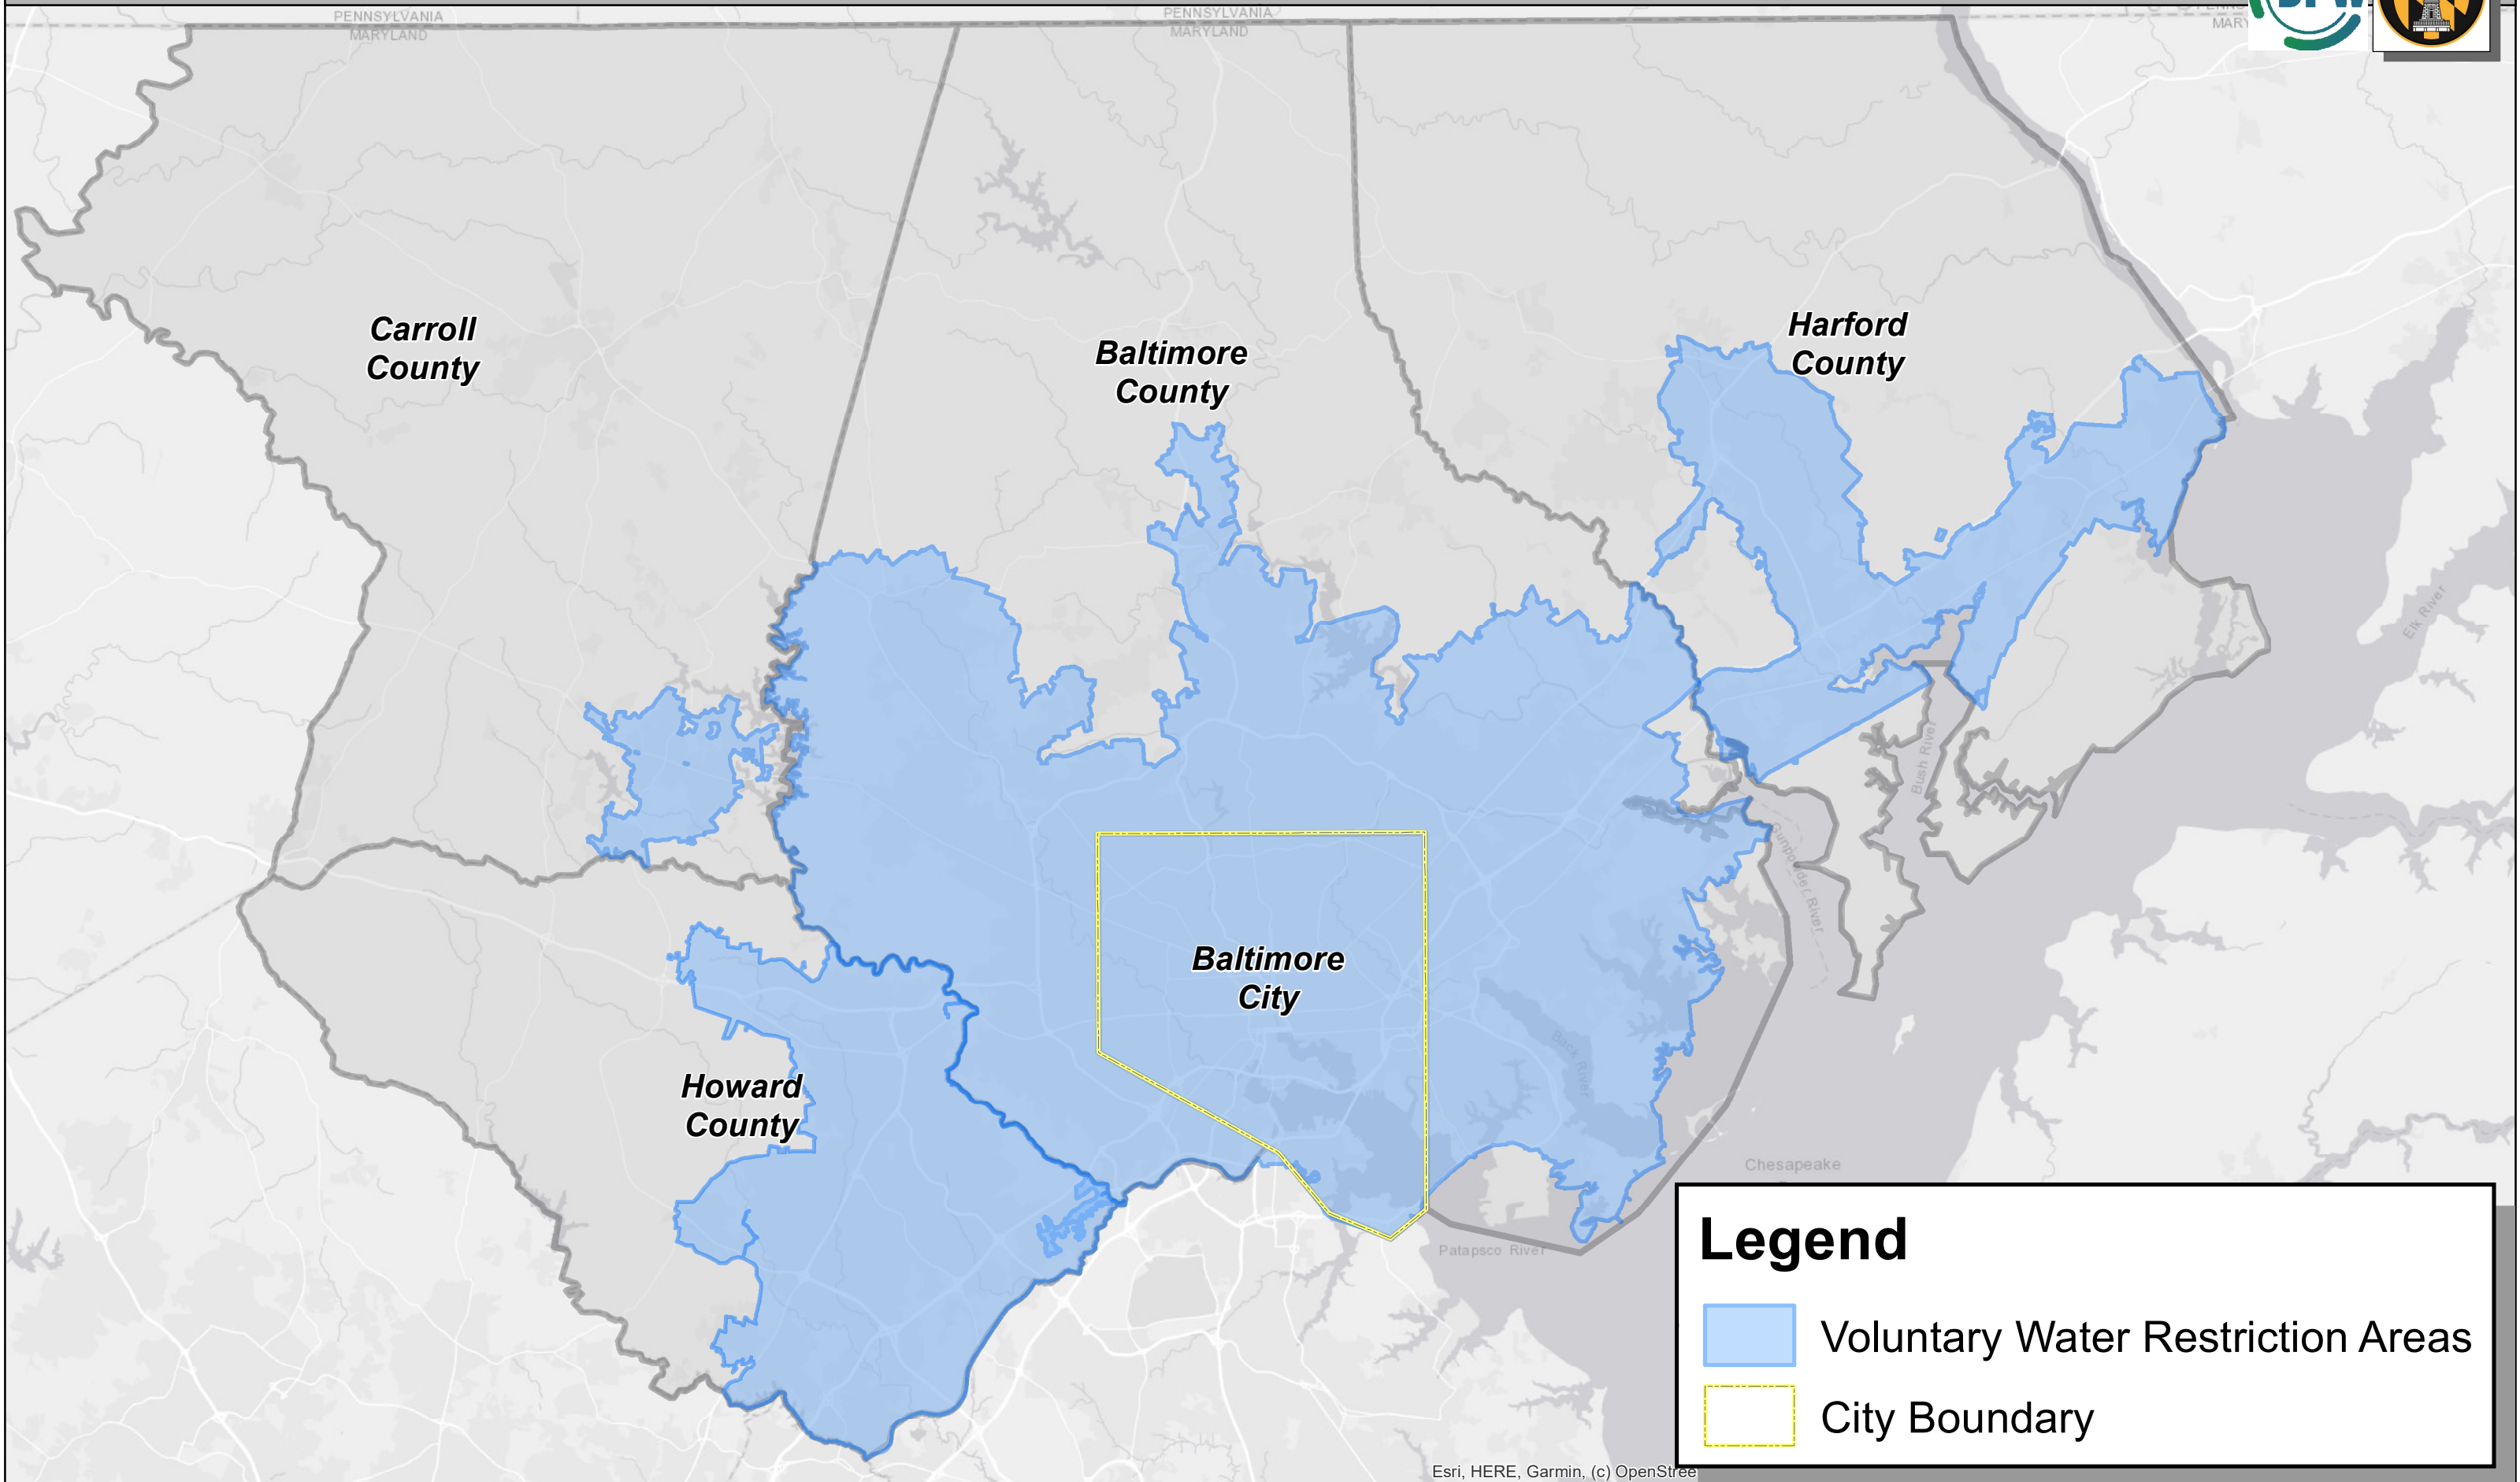 PENNSYLVANIA
MARYLAND
PENNSYLVANIA
MARYLAND
Carroll
County
Baltimore
County
Harford
County
Elk River
Bush River
Gunpowder River
Baltimore
City
Back River
Howard
County
Chesapeake
Patapsco River
Legend
Voluntary Water Restriction Areas
City Boundary
Esri, HERE, Garmin, (c) OpenStree